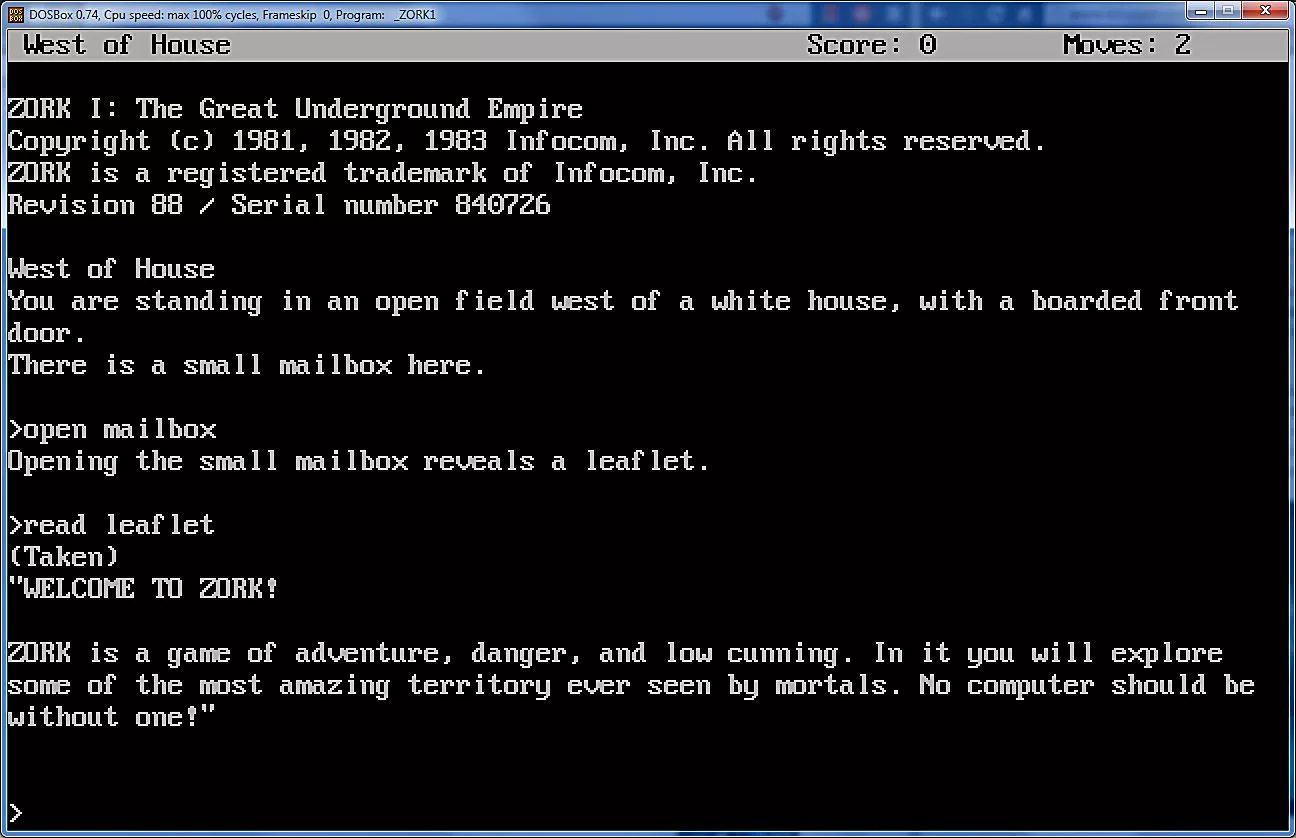 DOSBox 0.74, Cpu speed: max 100% cycles, Frameskip 0, Program: _ZORK1
West of House Score: 0 Moves: 2
ZORK I: The Great Underground Empire
Copyright (c) 1981, 1982, 1983 Infocom, Inc. All rights reserved.
ZORK is a registered trademark of Infocom, Inc.
Revision 88 / Serial number 840726
West of House
You are standing in an open field west of a white house, with a boarded front
door.
There is a small mailbox here.
>open mailbox
Opening the small mailbox reveals a leaflet.
>read leaflet
(Taken)
"WELCOME TO ZORK!
ZORK is a game of adventure, danger, and low cunning. In it you will explore
some of the most amazing territory ever seen by mortals. No computer should be
without one!"
>